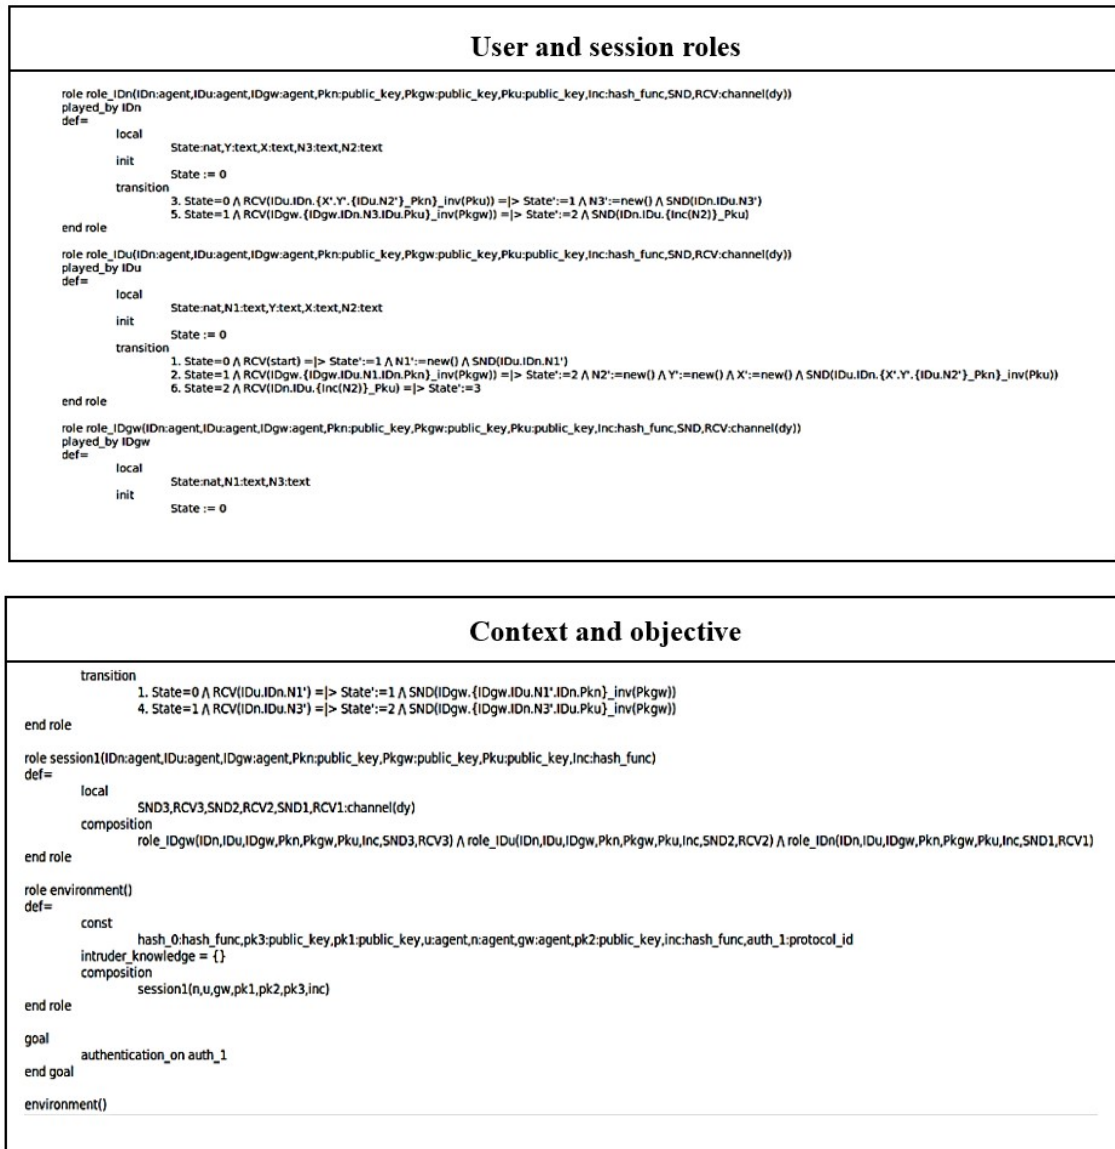 User and session roles
role role_IDn(IDn:agent,IDu:agent,IDgw:agent,Pkn:public_key,Pkgw:public_key,Pku:public_key,Inc:hash_func,SND,RCV:channel(dy))
played_by IDn
def=
local
State:nat,Y:text,X:text,N3:text,N2:text
init
State := 0
transition
3. State=0 /\ RCV(IDu.IDn.{X'.Y'.{IDu.N2'}_Pkn}_inv(Pku)) =|> State':=1 /\ N3':=new() /\ SND(IDn.IDu.N3')
5. State=1 /\ RCV(IDgw.{IDgw.IDn.N3.IDu.Pku}_inv(Pkgw)) =|> State':=2 /\ SND(IDn.IDu.{Inc(N2)}_Pku)
end role
role role_IDu(IDn:agent,IDu:agent,IDgw:agent,Pkn:public_key,Pkgw:public_key,Pku:public_key,Inc:hash_func,SND,RCV:channel(dy))
played_by IDu
def=
local
State:nat,N1:text,Y:text,X:text,N2:text
init
State := 0
transition
1. State=0 /\ RCV(start) =|> State':=1 /\ N1':=new() /\ SND(IDu.IDn.N1')
2. State=1 /\ RCV(IDgw.{IDgw.IDu.N1.IDn.Pkn}_inv(Pkgw)) =|> State':=2 /\ N2':=new() /\ Y':=new() /\ X':=new() /\ SND(IDu.IDn.{X'.Y'.{IDu.N2'}_Pkn}_inv(Pku))
6. State=2 /\ RCV(IDn.IDu.{Inc(N2)}_Pku) =|> State':=3
end role
role role_IDgw(IDn:agent,IDu:agent,IDgw:agent,Pkn:public_key,Pkgw:public_key,Pku:public_key,Inc:hash_func,SND,RCV:channel(dy))
played_by IDgw
def=
local
State:nat,N1:text,N3:text
init
State := 0
Context and objective
transition
1. State=0 /\ RCV(IDu.IDn.N1') =|> State':=1 /\ SND(IDgw.{IDgw.IDu.N1'.IDn.Pkn}_inv(Pkgw))
4. State=1 /\ RCV(IDn.IDu.N3') =|> State':=2 /\ SND(IDgw.{IDgw.IDn.N3'.IDu.Pku}_inv(Pkgw))
end role
role session1(IDn:agent,IDu:agent,IDgw:agent,Pkn:public_key,Pkgw:public_key,Pku:public_key,Inc:hash_func)
def=
local
SND3,RCV3,SND2,RCV2,SND1,RCV1:channel(dy)
composition
role_IDgw(IDn,IDu,IDgw,Pkn,Pkgw,Pku,Inc,SND3,RCV3) /\ role_IDu(IDn,IDu,IDgw,Pkn,Pkgw,Pku,Inc,SND2,RCV2) /\ role_IDn(IDn,IDu,IDgw,Pkn,Pkgw,Pku,Inc,SND1,RCV1)
end role
role environment()
def=
const
hash_0:hash_func,pk3:public_key,pk1:public_key,u:agent,n:agent,gw:agent,pk2:public_key,inc:hash_func,auth_1:protocol_id
intruder_knowledge = {}
composition
session1(n,u,gw,pk1,pk2,pk3,inc)
end role
goal
authentication_on auth_1
end goal
environment()